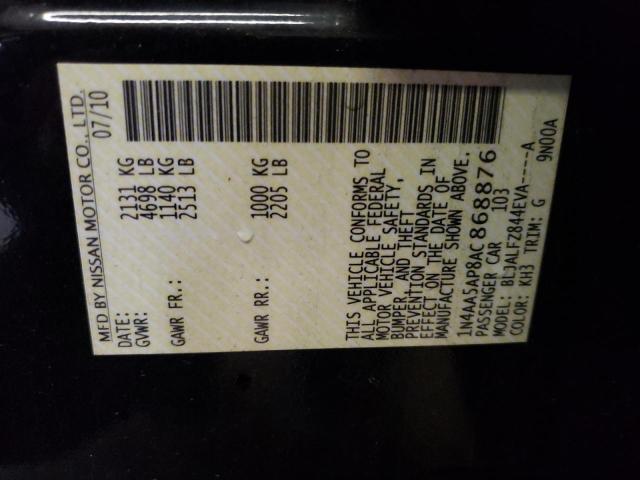 MFD BY NISSAN MOTOR CO., LTD.
DATE: 07/10
GVWR: 2131 KG
4698 LB
GAWR FR.: 1140 KG
2513 LB
GAWR RR.: 1000 KG
2205 LB
THIS VEHICLE CONFORMS TO
ALL APPLICABLE FEDERAL
MOTOR VEHICLE SAFETY,
BUMPER, AND THEFT
PREVENTION STANDARDS IN
EFFECT ON THE DATE OF
MANUFACTURE SHOWN ABOVE.
1N4AA5AP8AC868876
PASSENGER CAR 103
MODEL: BL3ALFZ844EVA----A
COLOR: KH3 TRIM: G 9N00A